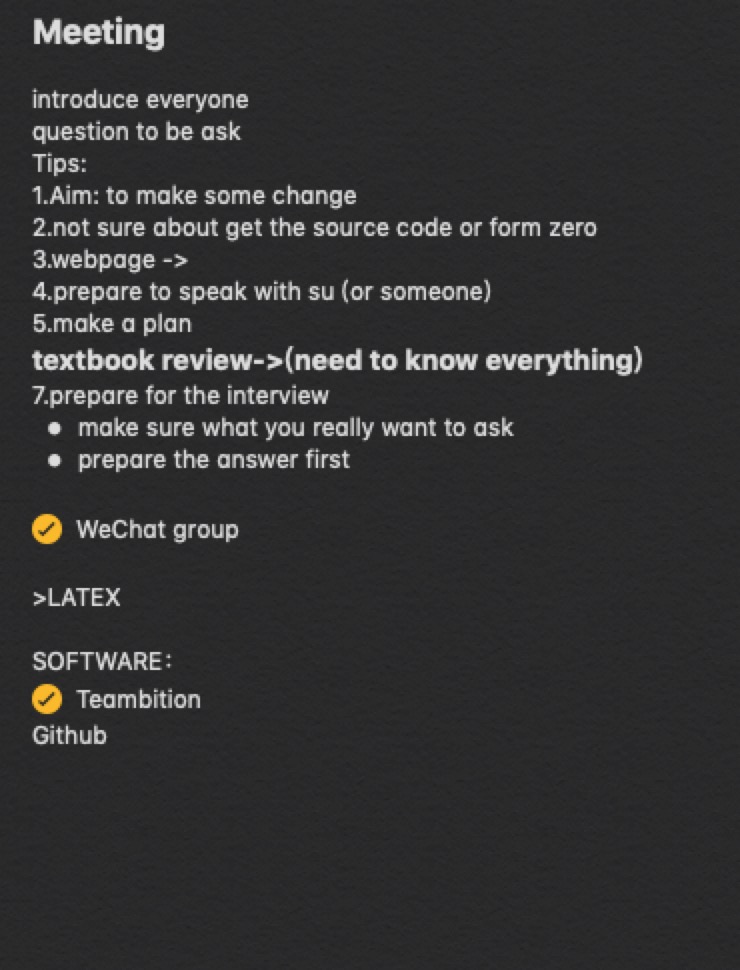 Meeting
introduce everyone
question to be ask
Tips:
1.Aim: to make some change
2.not sure about get the source code or form zero
3.webpage ->
4.prepare to speak with su (or someone)
5.make a plan
textbook review->(need to know everything)
7.prepare for the interview
● make sure what you really want to ask
● prepare the answer first
WeChat group
>LATEX
SOFTWARE：
Teambition
Github